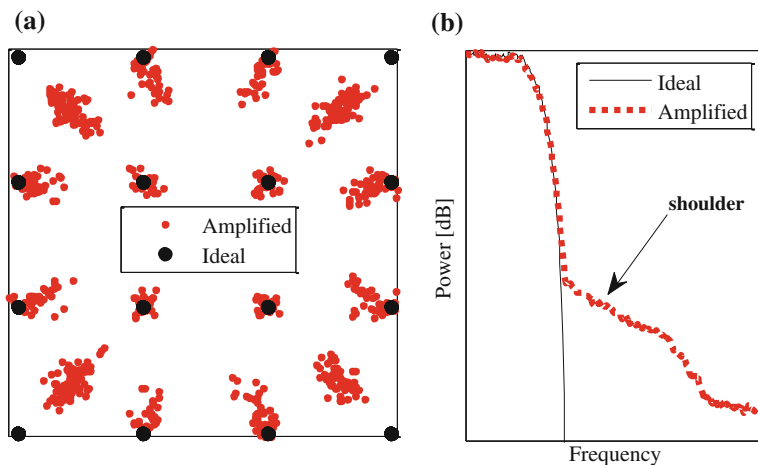 (a)
Amplified
Ideal
(b)
Ideal
Amplified
shoulder
Power [dB]
Frequency